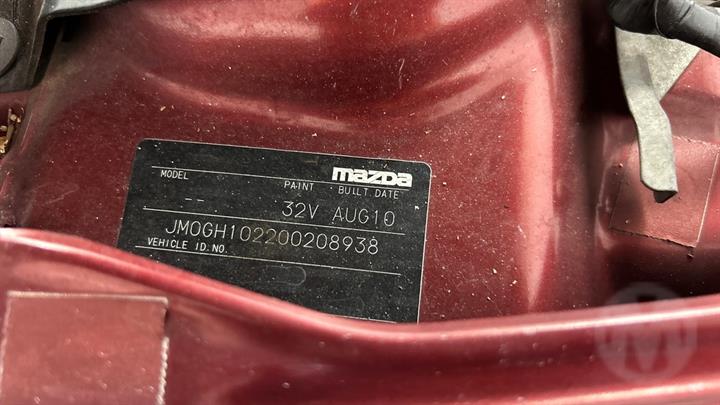 mazda
MODEL PAINT BUILT DATE
-- 32V AUG10
JM0GH102200208938
VEHICLE ID.NO.